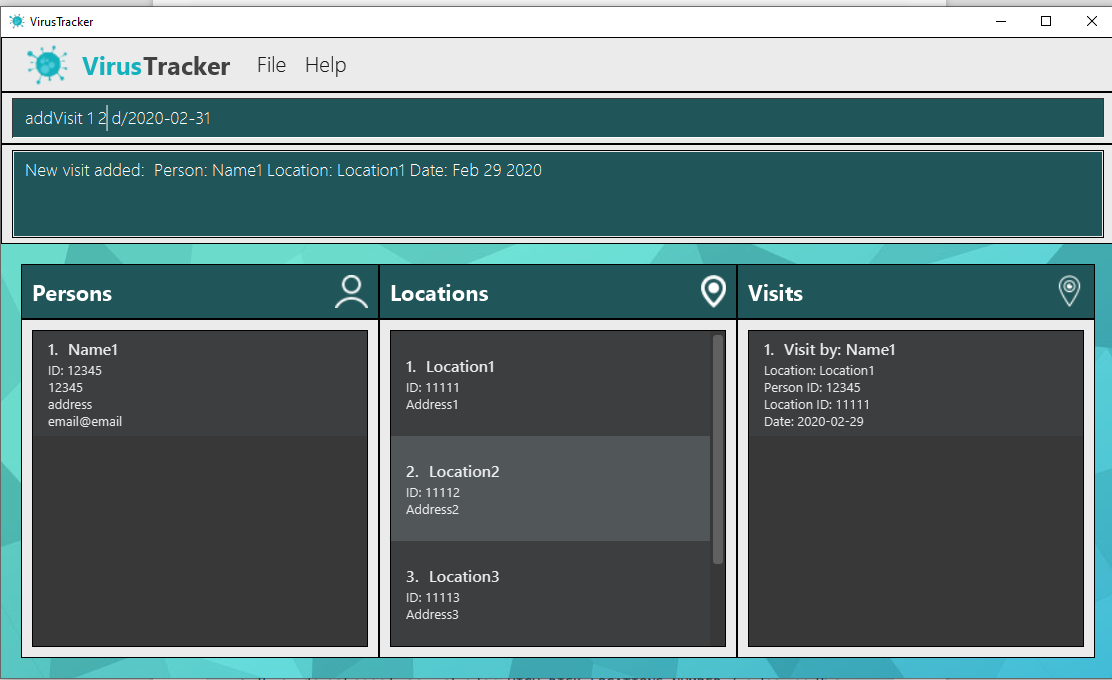 VirusTracker
VirusTracker File Help
addVisit 1 2 d/2020-02-31
New visit added: Person: Name1 Location: Location1 Date: Feb 29 2020
Persons
Locations
Visits
1. Name1
ID: 12345
12345
address
email@email
1. Location1
ID: 11111
Address1
2. Location2
ID: 11112
Address2
3. Location3
ID: 11113
Address3
1. Visit by: Name1
Location: Location1
Person ID: 12345
Location ID: 11111
Date: 2020-02-29